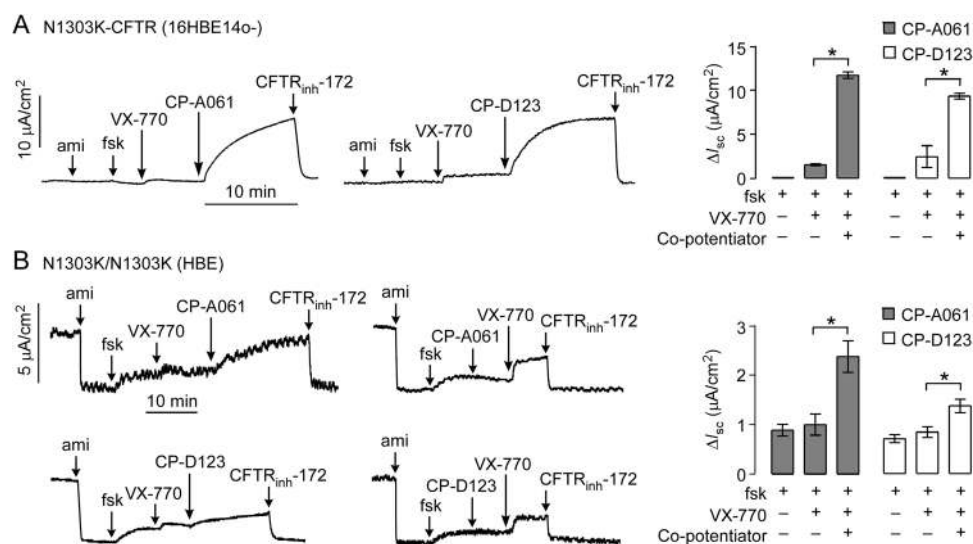 A N1303K-CFTR (16HBE14o-)
10 μA/cm2
ami
fsk
VX-770
CP-A061
CFTRinh-172
10 min
ami
fsk
VX-770
CP-D123
CFTRinh-172
CP-A061
CP-D123
ΔIsc (μA/cm2)
15
10
5
0
*
*
fsk + + + + + +
VX-770 – + + – + +
Co-potentiator – – + – – +
B N1303K/N1303K (HBE)
5 μA/cm2
ami
fsk
VX-770
CP-A061
CFTRinh-172
10 min
ami
fsk
CP-A061
VX-770
CFTRinh-172
ami
fsk
VX-770
CP-D123
CFTRinh-172
ami
fsk
CP-D123
VX-770
CFTRinh-172
CP-A061
CP-D123
ΔIsc (μA/cm2)
3
2
1
0
*
*
fsk + + + + + +
VX-770 – + + – + +
Co-potentiator – – + – – +